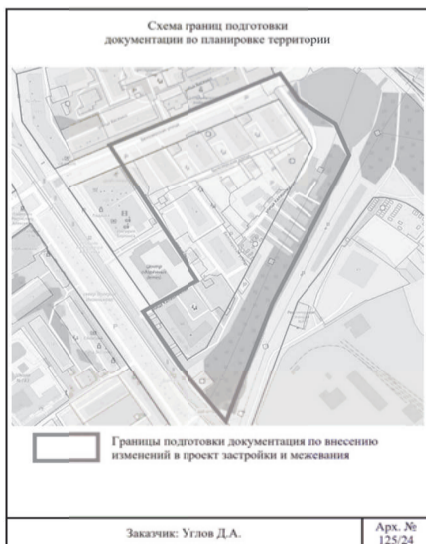 Схема границ подготовки
документации по планировке территории
Границы подготовки документация по внесению
изменений в проект застройки и межевания
Заказчик: Углов Д.А.
Арх. №
125/24